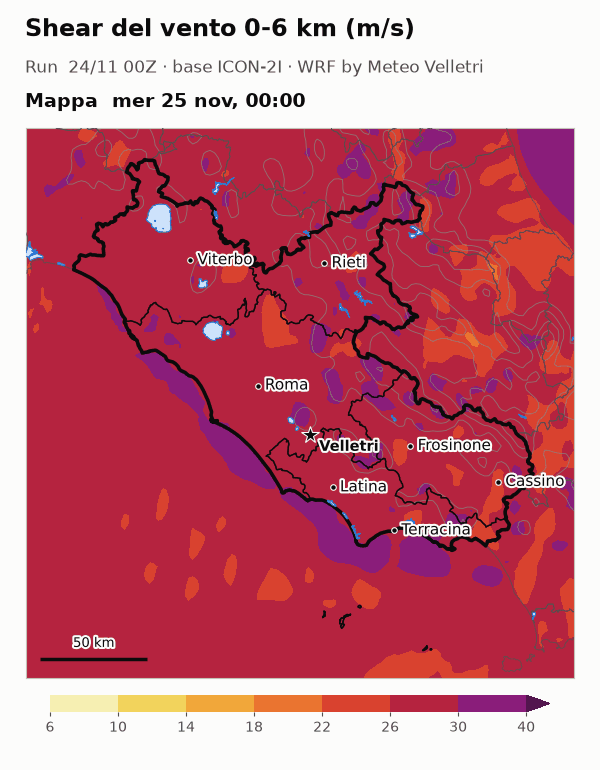 Shear del vento 0-6 km (m/s)
Run  24/11 00Z · base ICON-2I · WRF by Meteo Velletri
Mappa  mer 25 nov, 00:00
Viterbo
Rieti
Roma
Velletri
Frosinone
Latina
Cassino
Terracina
50 km
6 10 14 18 22 26 30 40